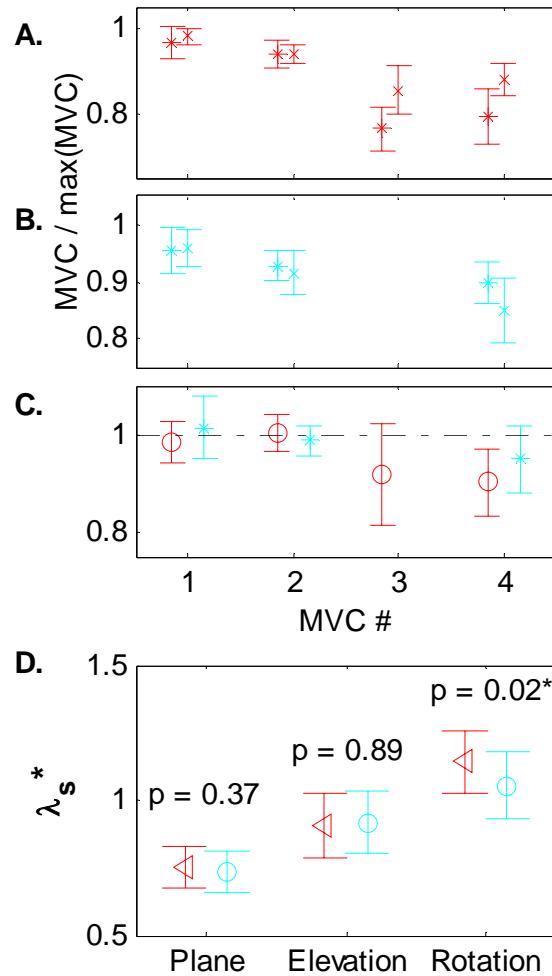 A.
1
0.8
MVC / max(MVC)
B.
1
0.9
0.8
C.
1
0.8
1 2 3 4
MVC #
D.
1.5
1
0.5
λs*
p = 0.37
p = 0.89
p = 0.02*
Plane Elevation Rotation